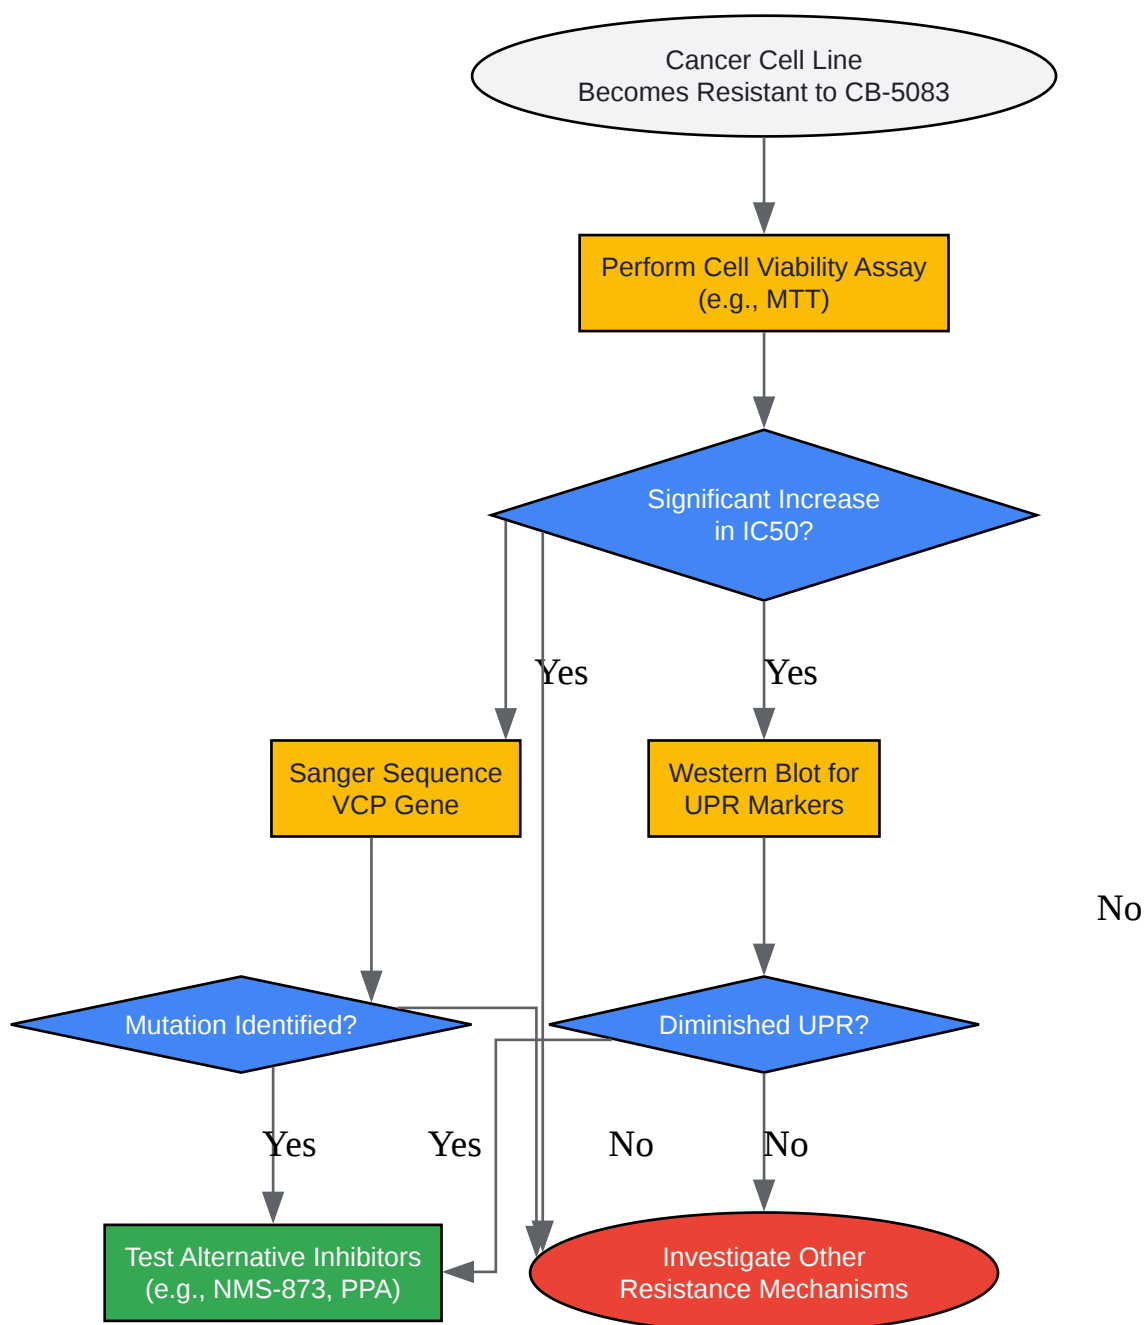 Cancer Cell Line
Becomes Resistant to CB-5083
Perform Cell Viability Assay
(e.g., MTT)
Significant Increase
in IC50?
Yes
Yes
Sanger Sequence
VCP Gene
Western Blot for
UPR Markers
No
Mutation Identified?
Diminished UPR?
Yes
Yes
No
No
Test Alternative Inhibitors
(e.g., NMS-873, PPA)
Investigate Other
Resistance Mechanisms